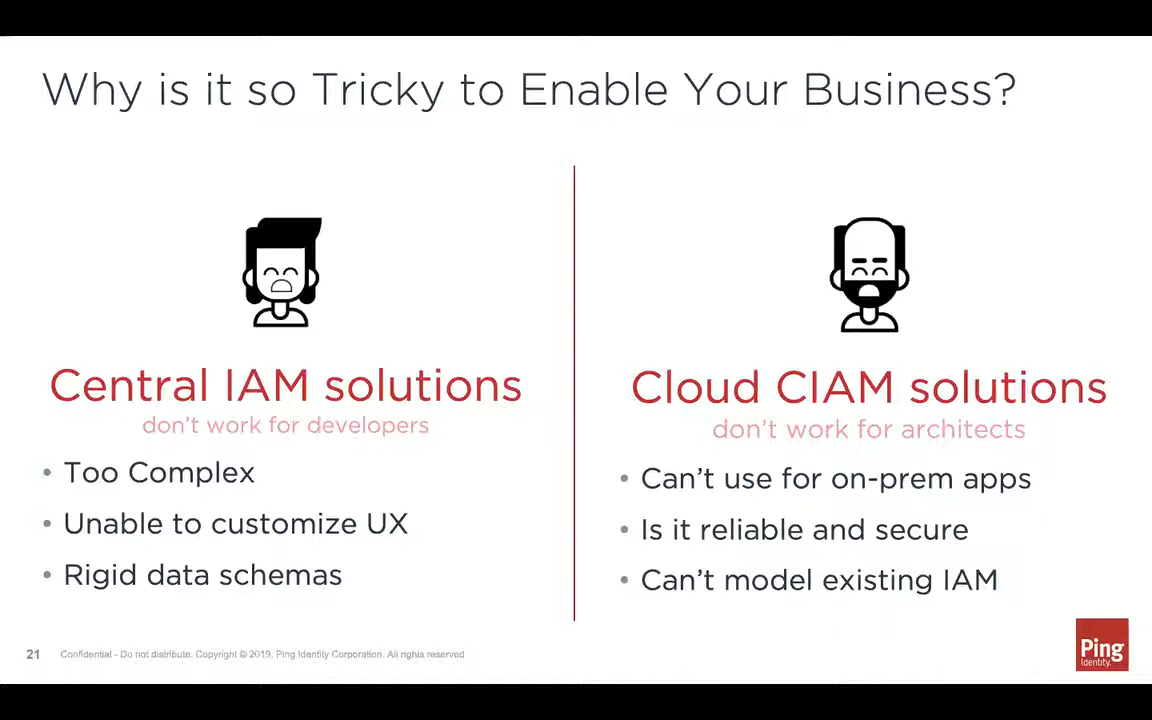 Why is it so Tricky to Enable Your Business?
Central IAM solutions
don't work for developers
• Too Complex
• Unable to customize UX
• Rigid data schemas
Cloud CIAM solutions
don't work for architects
• Can't use for on-prem apps
• Is it reliable and secure
• Can't model existing IAM
21 Confidential - Do not distribute. Copyright © 2019, Ping Identity Corporation. All rights reserved
Ping
Identity.